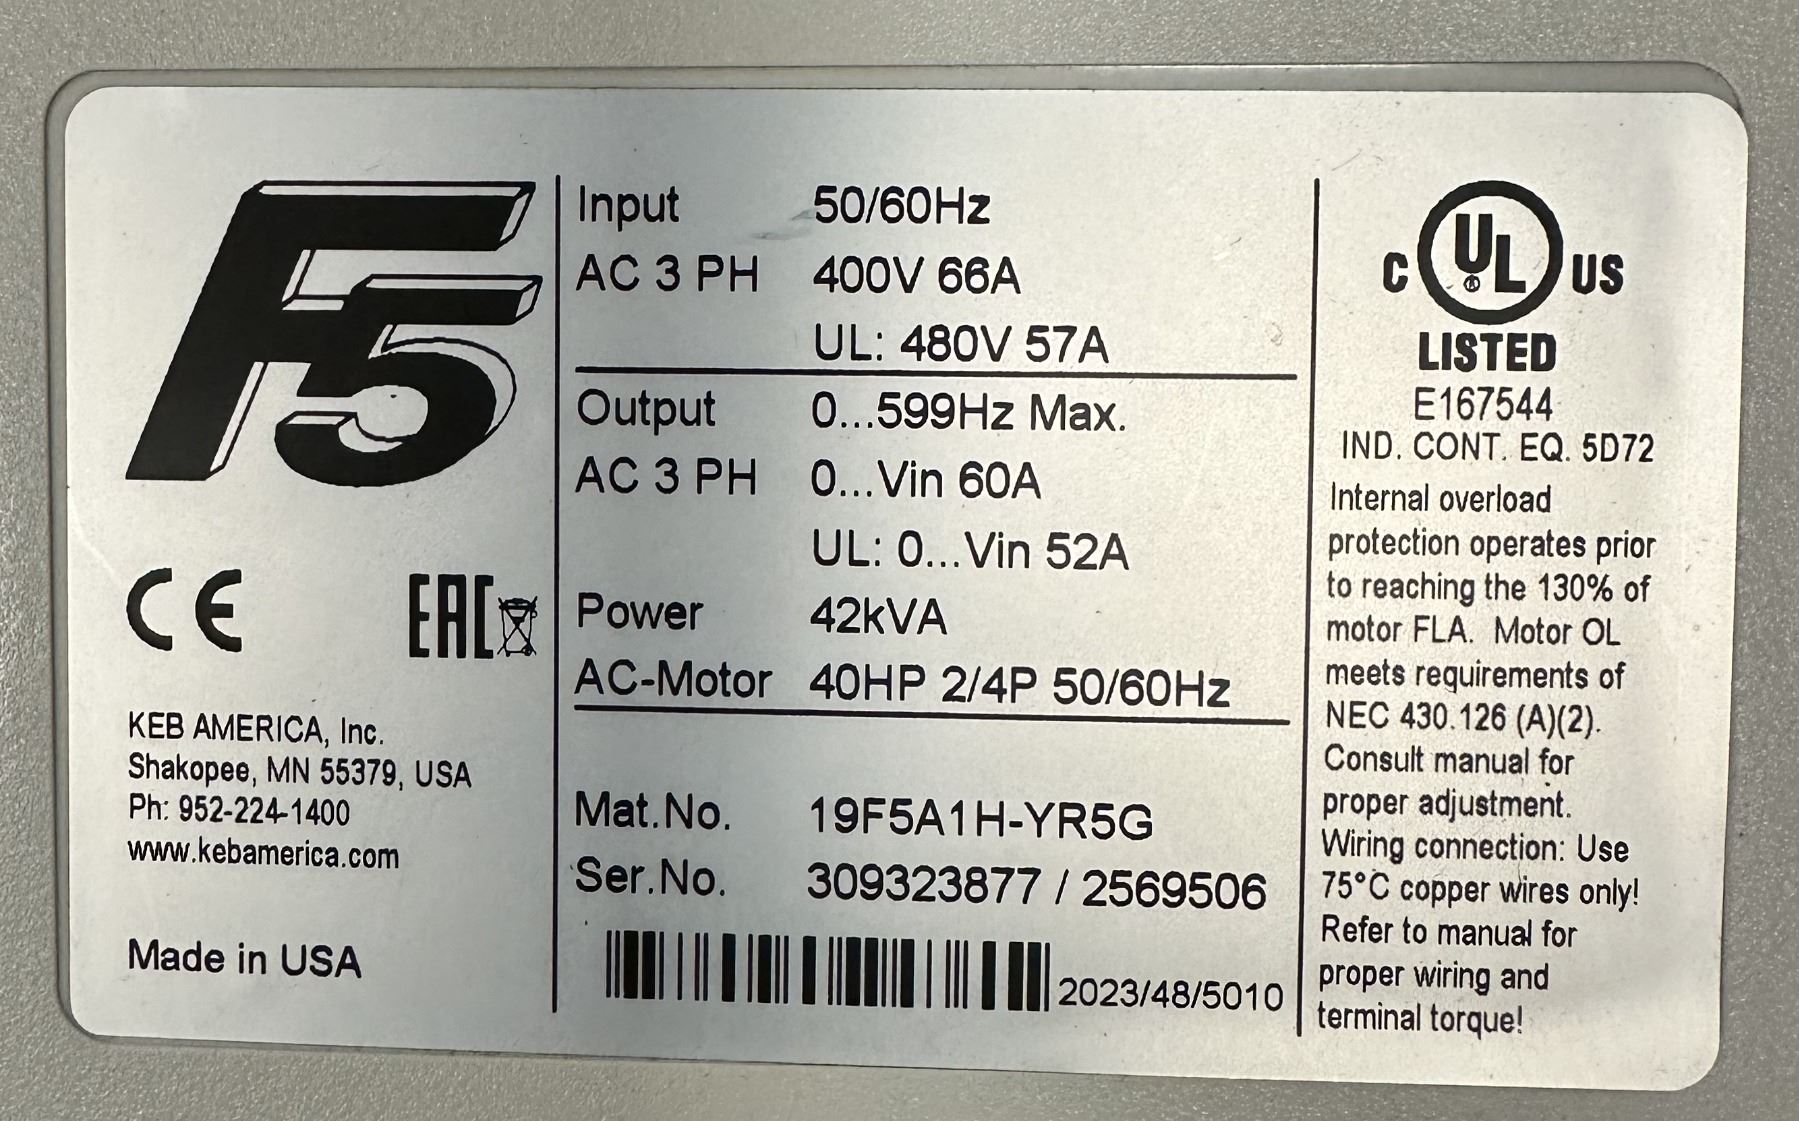 F5
CE
EAC
KEB AMERICA, Inc.
Shakopee, MN 55379, USA
Ph: 952-224-1400
www.kebamerica.com
Made in USA
Input 50/60Hz
AC 3 PH 400V 66A
UL: 480V 57A
Output 0...599Hz Max.
AC 3 PH 0...Vin 60A
UL: 0...Vin 52A
Power 42kVA
AC-Motor 40HP 2/4P 50/60Hz
Mat.No. 19F5A1H-YR5G
Ser.No. 309323877 / 2569506
2023/48/5010
C UL US
®
LISTED
E167544
IND. CONT. EQ. 5D72
Internal overload
protection operates prior
to reaching the 130% of
motor FLA. Motor OL
meets requirements of
NEC 430.126 (A)(2).
Consult manual for
proper adjustment.
Wiring connection: Use
75°C copper wires only!
Refer to manual for
proper wiring and
terminal torque!